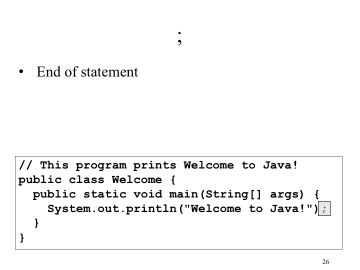 ;
• End of statement
// This program prints Welcome to Java!
public class Welcome {
  public static void main(String[] args) {
    System.out.println("Welcome to Java!");
  }
}
26